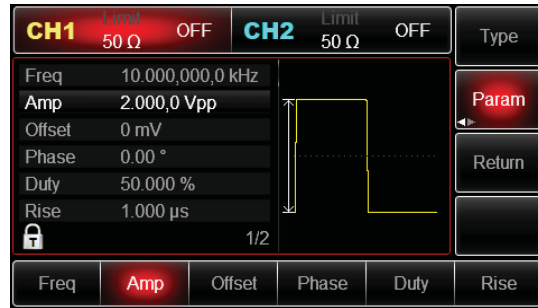 CH1 Limit 50 Ω OFF CH2 Limit 50 Ω OFF Type
Freq 10.000,000,0 kHz
Amp 2.000,0 Vpp Param
Offset 0 mV
Phase 0.00 ° Return
Duty 50.000 %
Rise 1.000 µs
T 1/2
Freq Amp Offset Phase Duty Rise